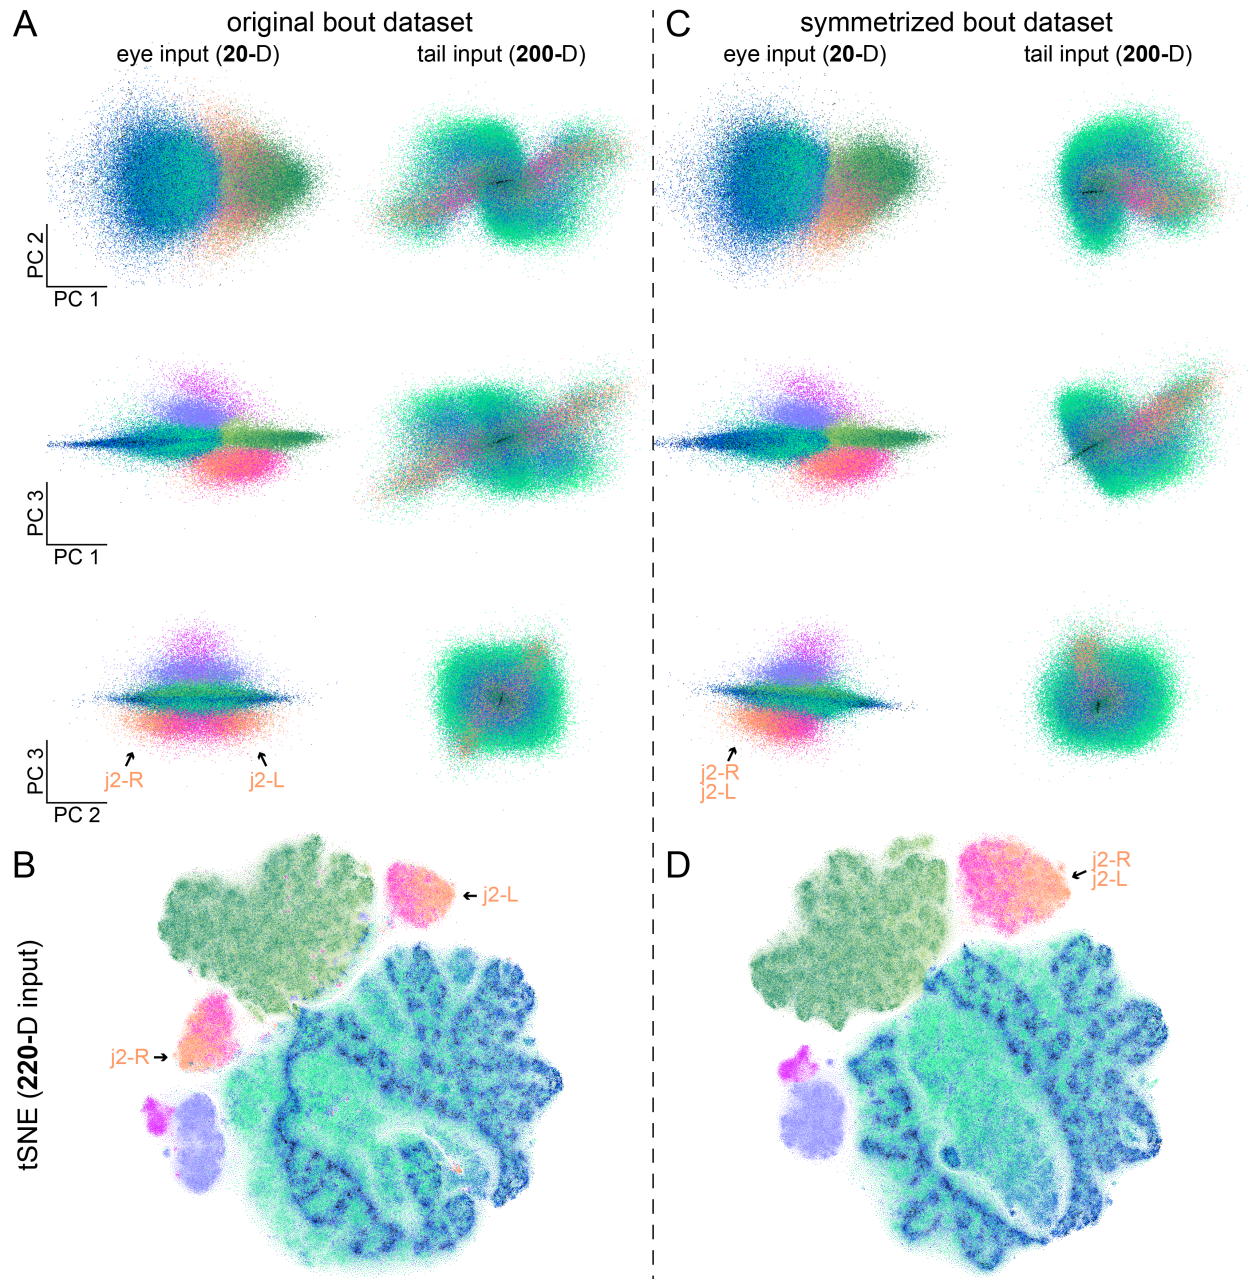 A
original bout dataset
eye input (20-D)
tail input (200-D)
PC 2
PC 1
PC 3
PC 1
j2-R
j2-L
PC 3
PC 2
C
symmetrized bout dataset
eye input (20-D)
tail input (200-D)
j2-R
j2-L
B
tSNE (220-D input)
j2-L
j2-R
D
j2-R
j2-L